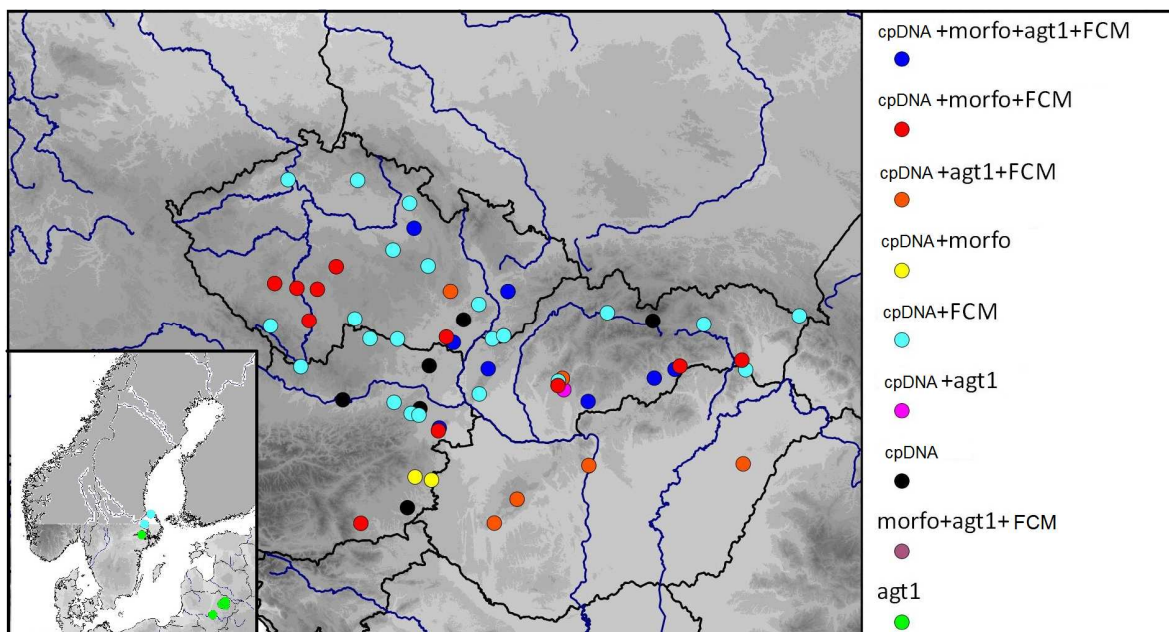 cpDNA +morfo+agt1+FCM
cpDNA +morfo+FCM
cpDNA +agt1+FCM
cpDNA +morfo
cpDNA+FCM
cpDNA +agt1
cpDNA
morfo+agt1+ FCM
agt1